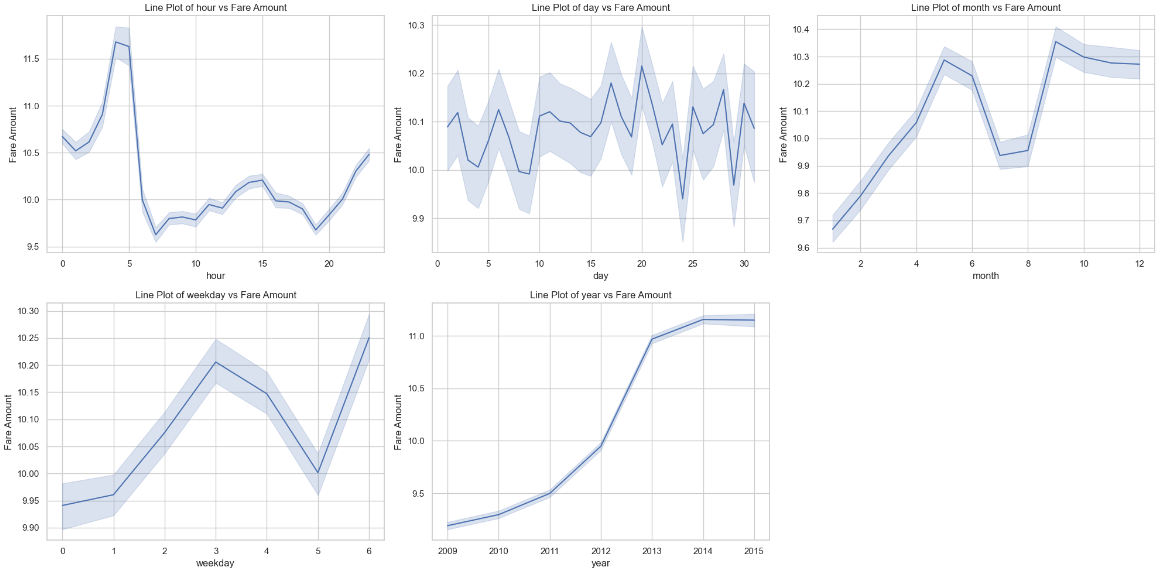 Line Plot of hour vs Fare Amount
Fare Amount
11.5
11.0
10.5
10.0
9.5
0 5 10 15 20
hour
Line Plot of day vs Fare Amount
Fare Amount
10.3
10.2
10.1
10.0
9.9
0 5 10 15 20 25 30
day
Line Plot of month vs Fare Amount
Fare Amount
10.4
10.3
10.2
10.1
10.0
9.9
9.8
9.7
9.6
2 4 6 8 10 12
month
Line Plot of weekday vs Fare Amount
Fare Amount
10.30
10.25
10.20
10.15
10.10
10.05
10.00
9.95
9.90
0 1 2 3 4 5 6
weekday
Line Plot of year vs Fare Amount
Fare Amount
11.0
10.5
10.0
9.5
2009 2010 2011 2012 2013 2014 2015
year